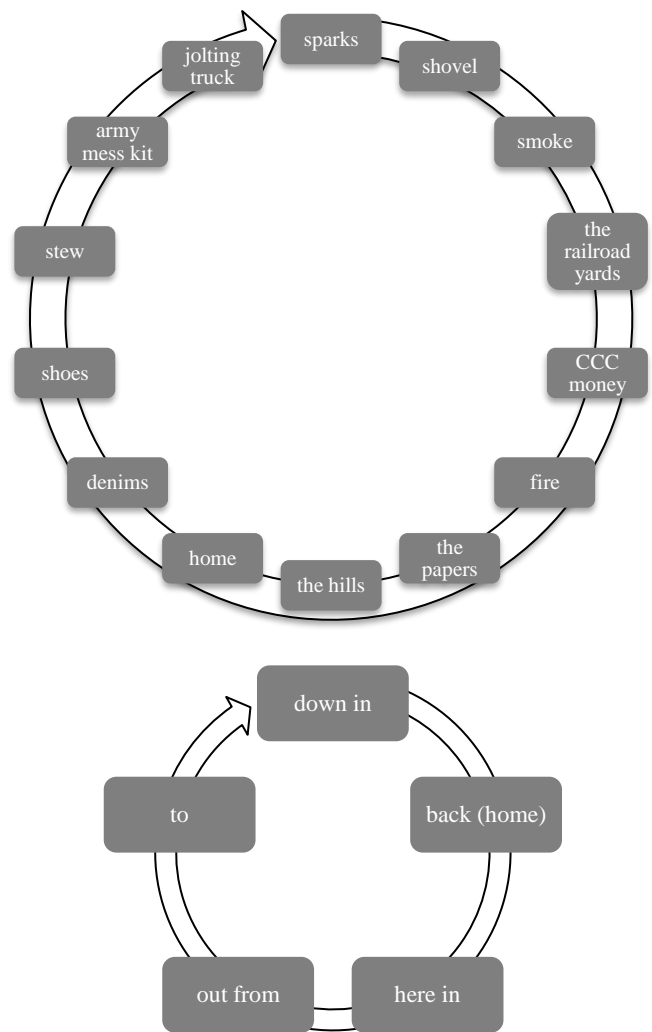 sparks
shovel
smoke
the
railroad
yards
CCC
money
fire
the
papers
the hills
home
denims
shoes
stew
army
mess kit
jolting
truck
down in
back (home)
here in
out from
to